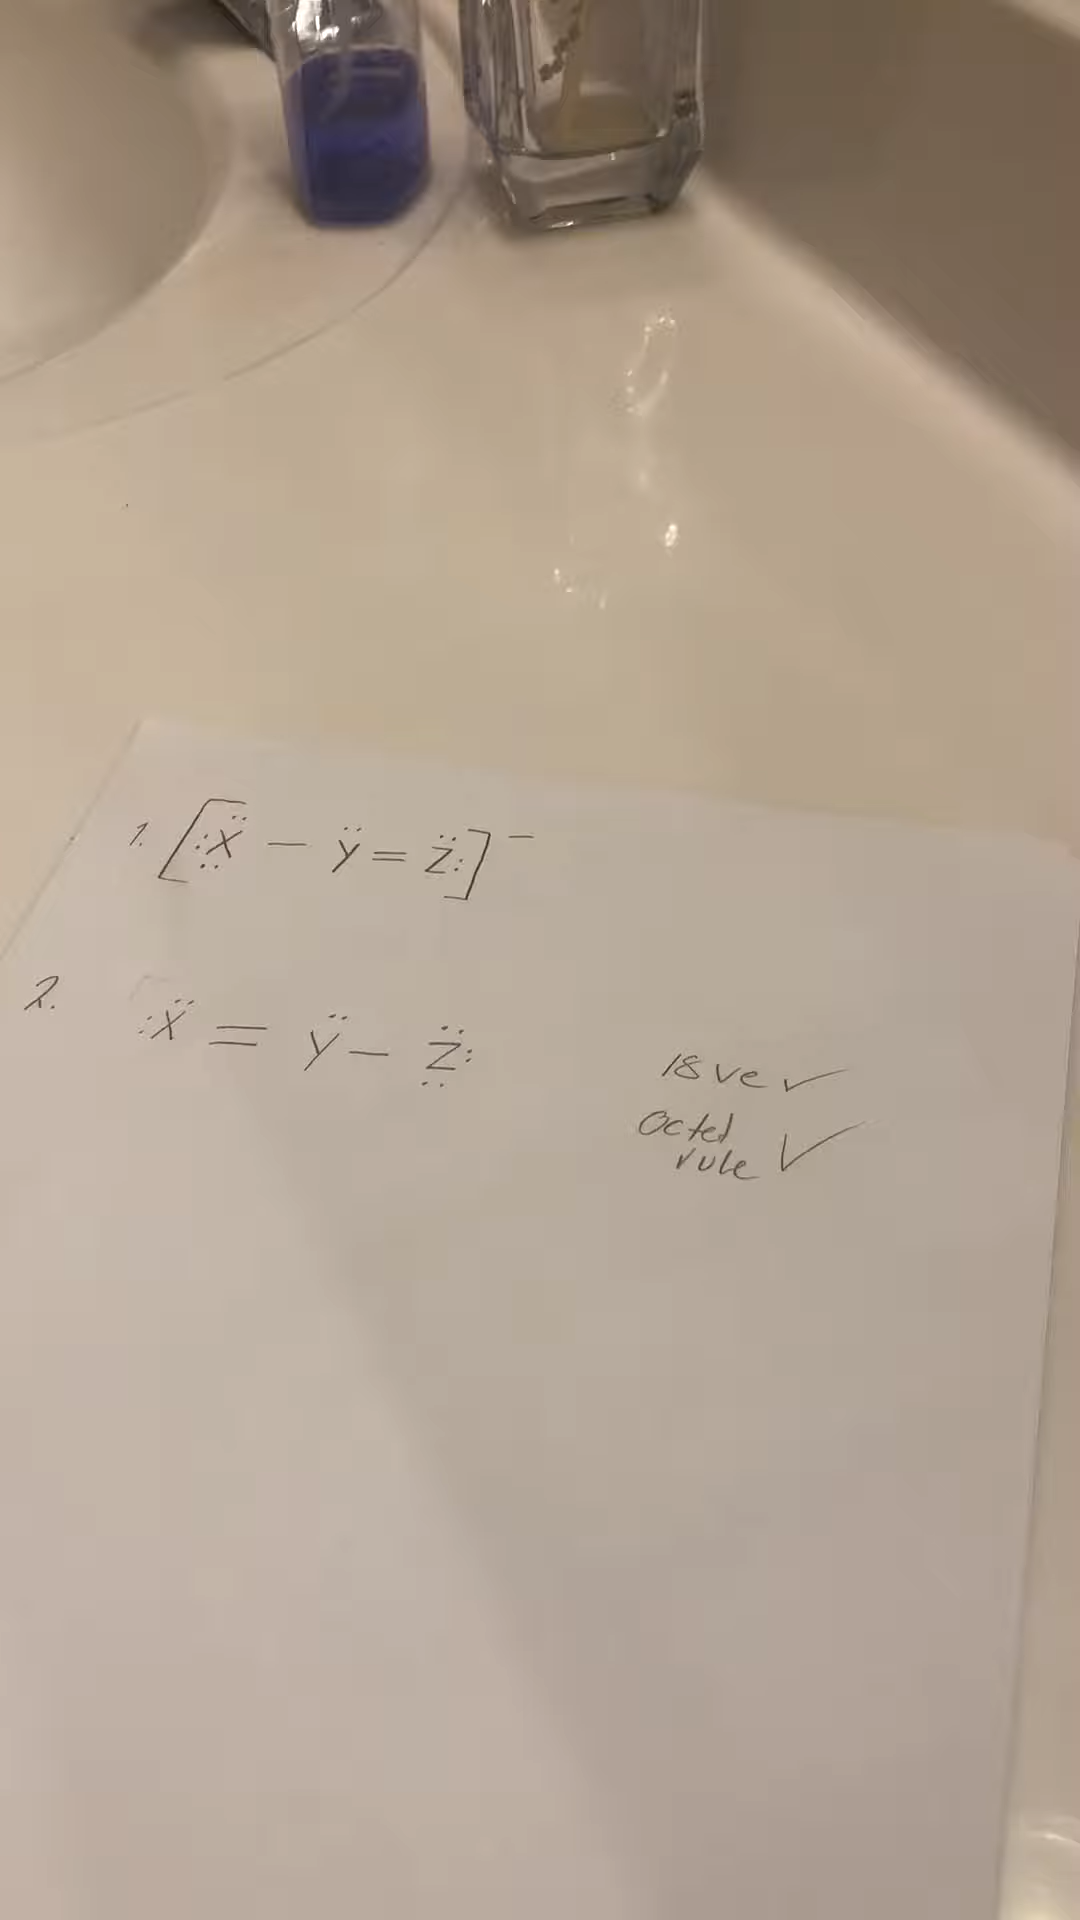 1. [:Ẍ - Ÿ = Z̈:]⁻
2. :Ẍ = Ÿ - Z̈:
18 ve ✓
Octet
rule ✓